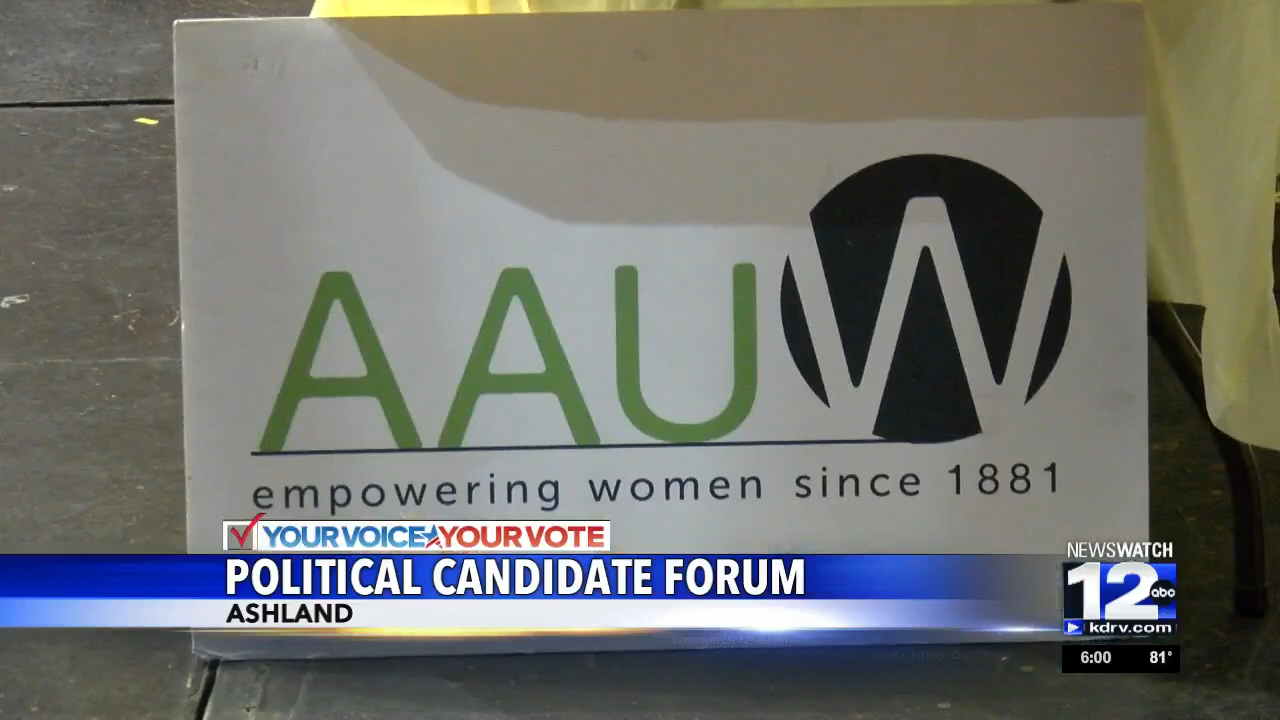 AAUW
empowering women since 1881
YOUR VOICE YOUR VOTE
POLITICAL CANDIDATE FORUM
ASHLAND
NEWSWATCH
12 abc
kdrv.com
6:00 81°